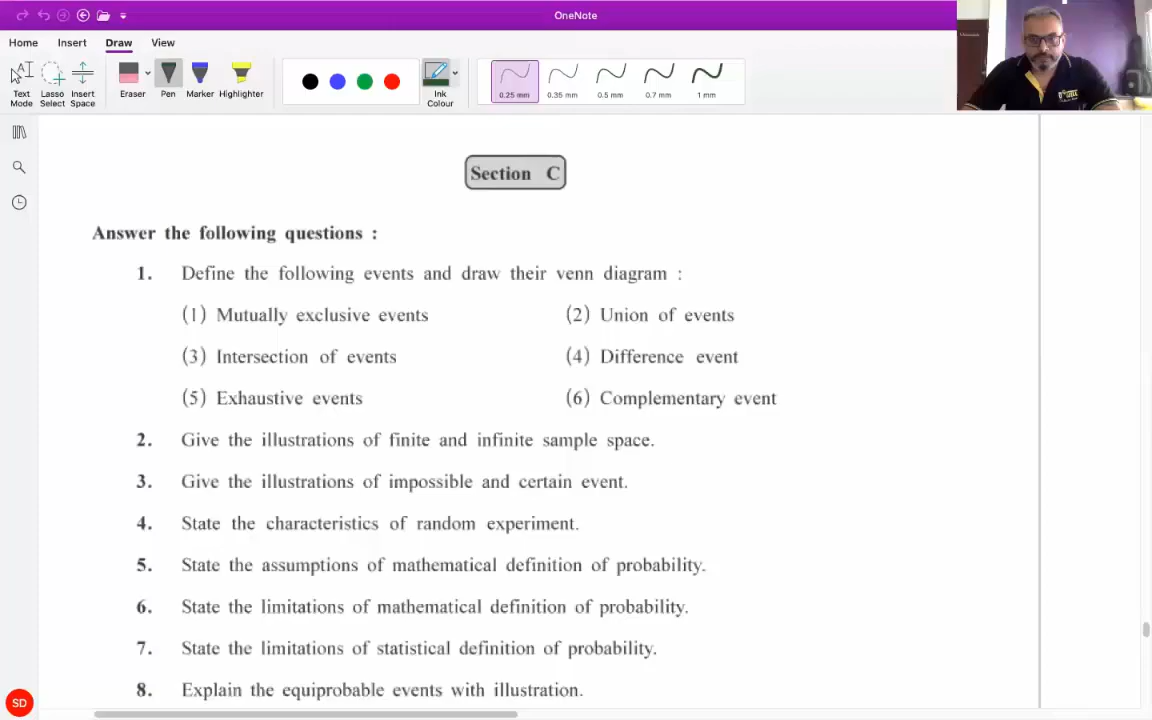 OneNote
Home Insert Draw View
Text Mode
Lasso Select
Insert Space
Eraser
Pen
Marker
Highlighter
Ink Colour
0.25 mm
0.35 mm
0.5 mm
0.7 mm
1 mm
Section C
Answer the following questions :
1. Define the following events and draw their venn diagram :
(1) Mutually exclusive events (2) Union of events
(3) Intersection of events (4) Difference event
(5) Exhaustive events (6) Complementary event
2. Give the illustrations of finite and infinite sample space.
3. Give the illustrations of impossible and certain event.
4. State the characteristics of random experiment.
5. State the assumptions of mathematical definition of probability.
6. State the limitations of mathematical definition of probability.
7. State the limitations of statistical definition of probability.
8. Explain the equiprobable events with illustration.
SD